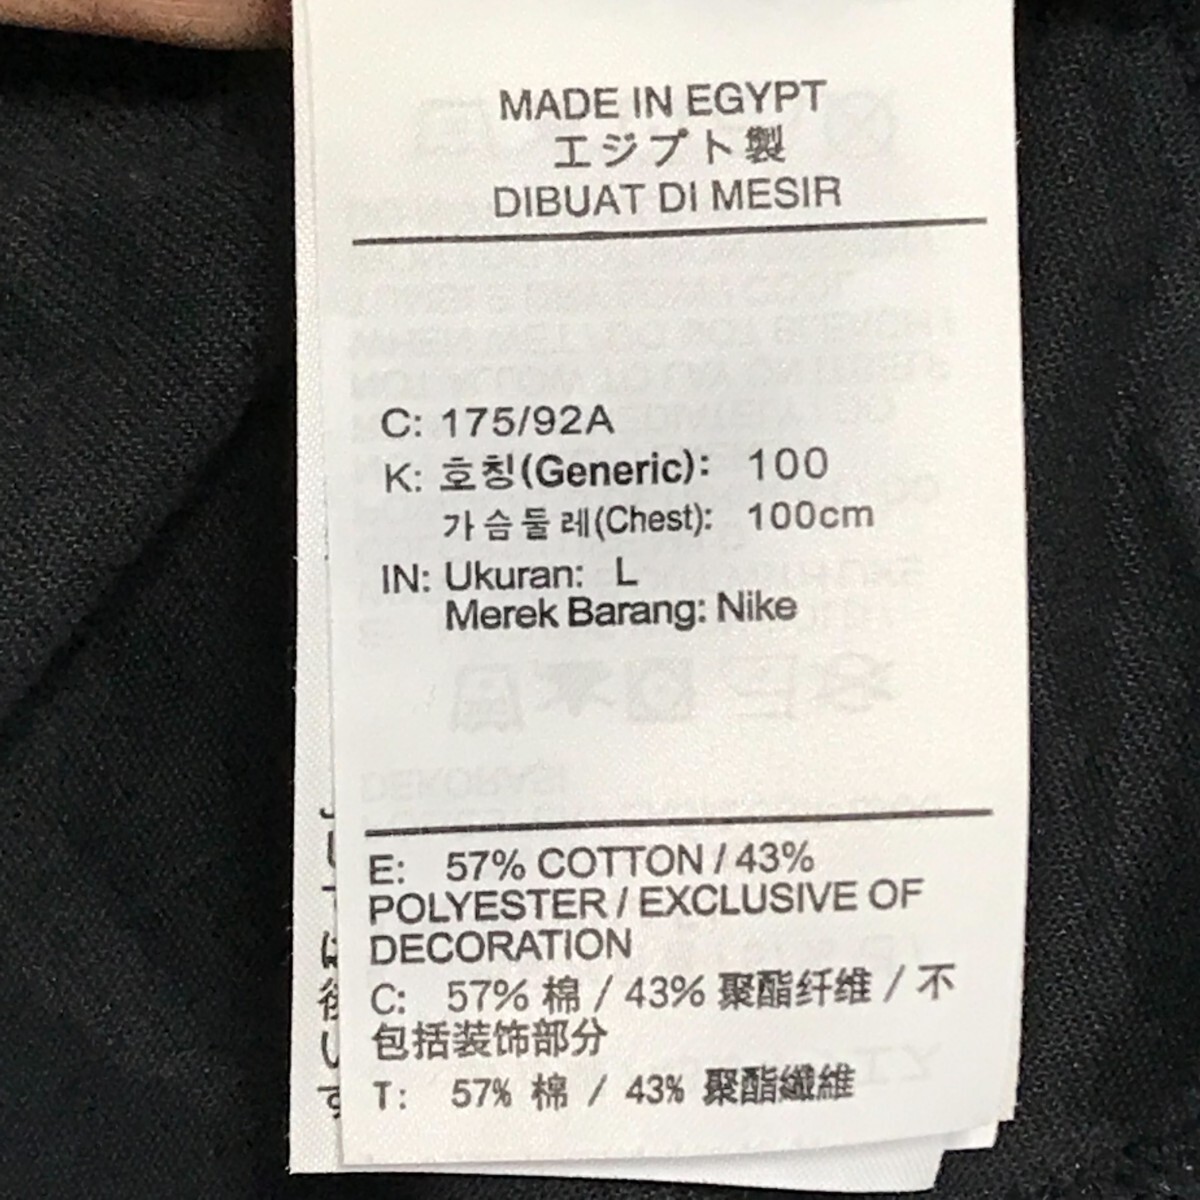 MADE IN EGYPT
エジプト製
DIBUAT DI MESIR
C: 175/92A
K: 호칭(Generic): 100
가슴둘레(Chest): 100cm
IN: Ukuran: L
Merek Barang: Nike
E: 57% COTTON / 43%
POLYESTER / EXCLUSIVE OF
DECORATION
C: 57% 棉 / 43% 聚酯纤维 / 不
包括装饰部分
T: 57% 棉 / 43% 聚酯纖維